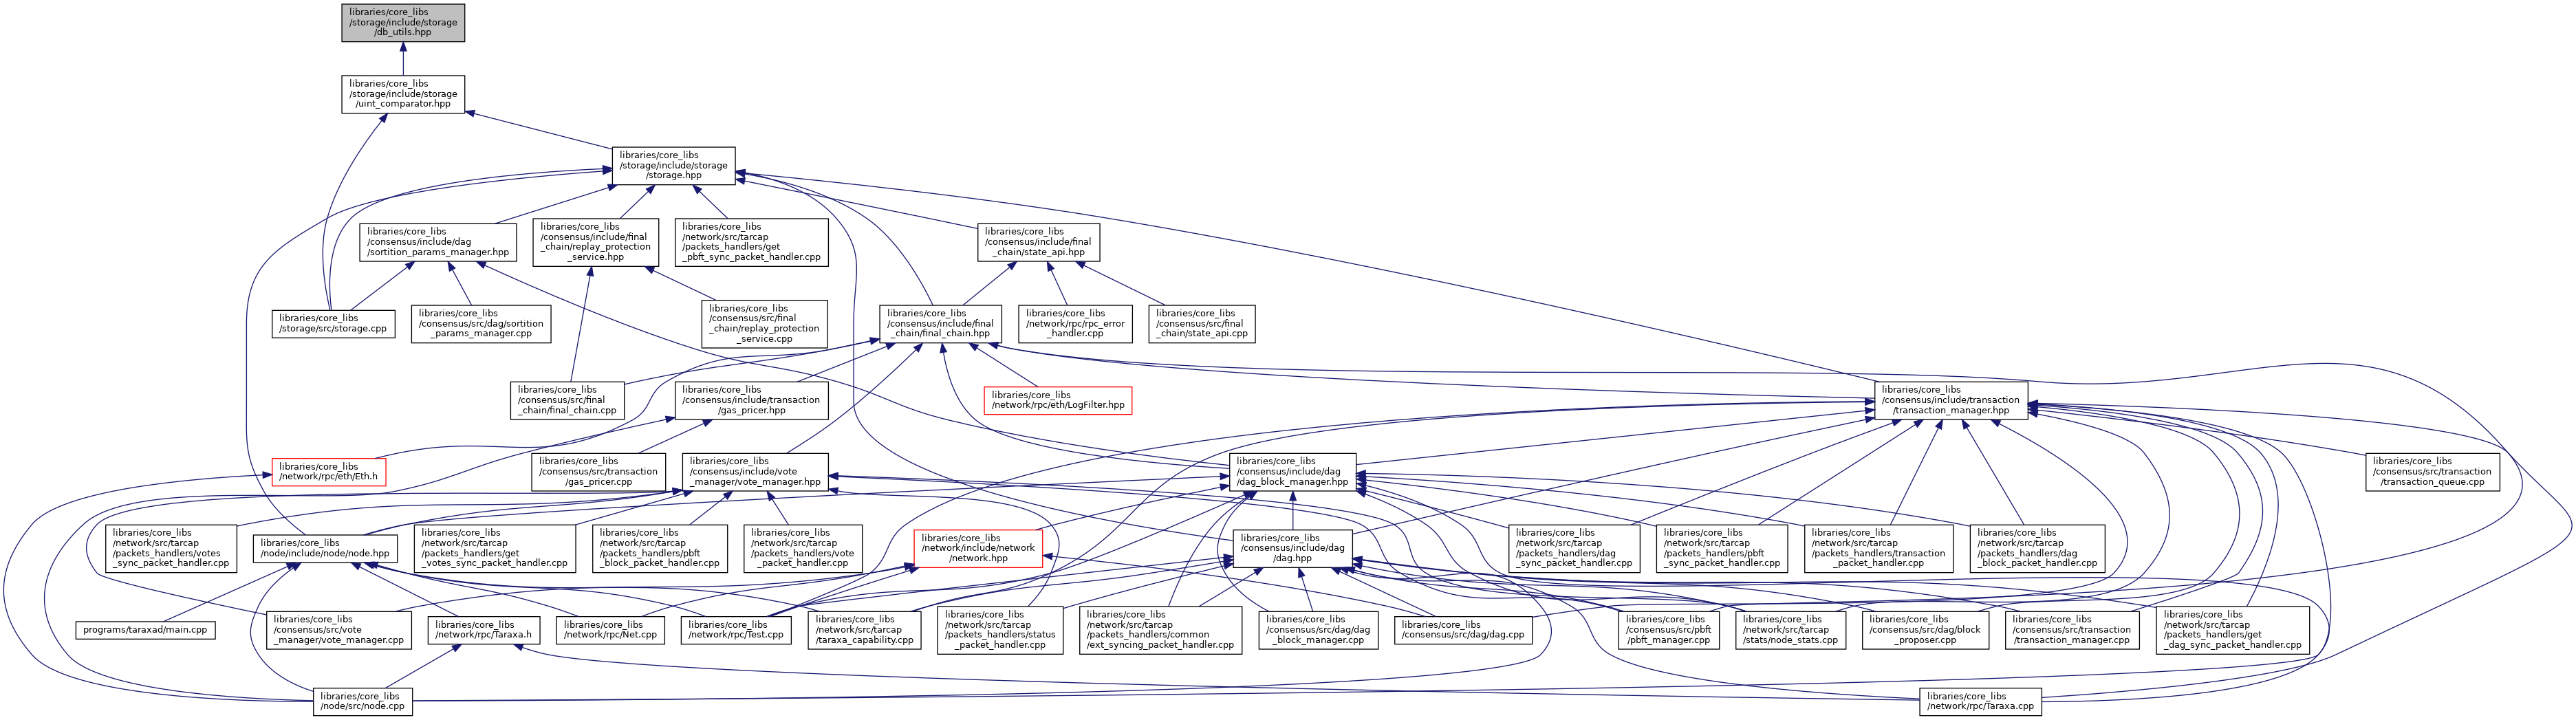 libraries/core_libs
/storage/include/storage
/db_utils.hpp
libraries/core_libs
/storage/include/storage
/uint_comparator.hpp
libraries/core_libs
/storage/include/storage
/storage.hpp
libraries/core_libs
/consensus/include/dag
/sortition_params_manager.hpp
libraries/core_libs
/consensus/include/final
_chain/replay_protection
_service.hpp
libraries/core_libs
/network/src/tarcap
/packets_handlers/get
_pbft_sync_packet_handler.cpp
libraries/core_libs
/consensus/include/final
_chain/state_api.hpp
libraries/core_libs
/storage/src/storage.cpp
libraries/core_libs
/consensus/src/dag/sortition
_params_manager.cpp
libraries/core_libs
/consensus/src/final
_chain/replay_protection
_service.cpp
libraries/core_libs
/consensus/include/final
_chain/final_chain.hpp
libraries/core_libs
/network/rpc/rpc_error
_handler.cpp
libraries/core_libs
/consensus/src/final
_chain/state_api.cpp
libraries/core_libs
/consensus/src/final
_chain/final_chain.cpp
libraries/core_libs
/consensus/include/transaction
/gas_pricer.hpp
libraries/core_libs
/network/rpc/eth/LogFilter.hpp
libraries/core_libs
/consensus/include/transaction
/transaction_manager.hpp
libraries/core_libs
/network/rpc/eth/Eth.h
libraries/core_libs
/consensus/src/transaction
/gas_pricer.cpp
libraries/core_libs
/consensus/include/vote
_manager/vote_manager.hpp
libraries/core_libs
/consensus/include/dag
/dag_block_manager.hpp
libraries/core_libs
/consensus/src/transaction
/transaction_queue.cpp
libraries/core_libs
/network/src/tarcap
/packets_handlers/votes
_sync_packet_handler.cpp
libraries/core_libs
/node/include/node/node.hpp
libraries/core_libs
/network/src/tarcap
/packets_handlers/get
_votes_sync_packet_handler.cpp
libraries/core_libs
/network/src/tarcap
/packets_handlers/pbft
_block_packet_handler.cpp
libraries/core_libs
/network/src/tarcap
/packets_handlers/vote
_packet_handler.cpp
libraries/core_libs
/network/include/network
/network.hpp
libraries/core_libs
/consensus/include/dag
/dag.hpp
libraries/core_libs
/network/src/tarcap
/packets_handlers/dag
_sync_packet_handler.cpp
libraries/core_libs
/network/src/tarcap
/packets_handlers/pbft
_sync_packet_handler.cpp
libraries/core_libs
/network/src/tarcap
/packets_handlers/transaction
_packet_handler.cpp
libraries/core_libs
/network/src/tarcap
/packets_handlers/dag
_block_packet_handler.cpp
programs/taraxad/main.cpp
libraries/core_libs
/consensus/src/vote
_manager/vote_manager.cpp
libraries/core_libs
/network/rpc/Taraxa.h
libraries/core_libs
/network/rpc/Net.cpp
libraries/core_libs
/network/rpc/Test.cpp
libraries/core_libs
/network/src/tarcap
/taraxa_capability.cpp
libraries/core_libs
/network/src/tarcap
/packets_handlers/status
_packet_handler.cpp
libraries/core_libs
/network/src/tarcap
/packets_handlers/common
/ext_syncing_packet_handler.cpp
libraries/core_libs
/consensus/src/dag/dag
_block_manager.cpp
libraries/core_libs
/consensus/src/dag/dag.cpp
libraries/core_libs
/consensus/src/pbft
/pbft_manager.cpp
libraries/core_libs
/network/src/tarcap
/stats/node_stats.cpp
libraries/core_libs
/consensus/src/dag/block
_proposer.cpp
libraries/core_libs
/consensus/src/transaction
/transaction_manager.cpp
libraries/core_libs
/network/src/tarcap
/packets_handlers/get
_dag_sync_packet_handler.cpp
libraries/core_libs
/node/src/node.cpp
libraries/core_libs
/network/rpc/Taraxa.cpp